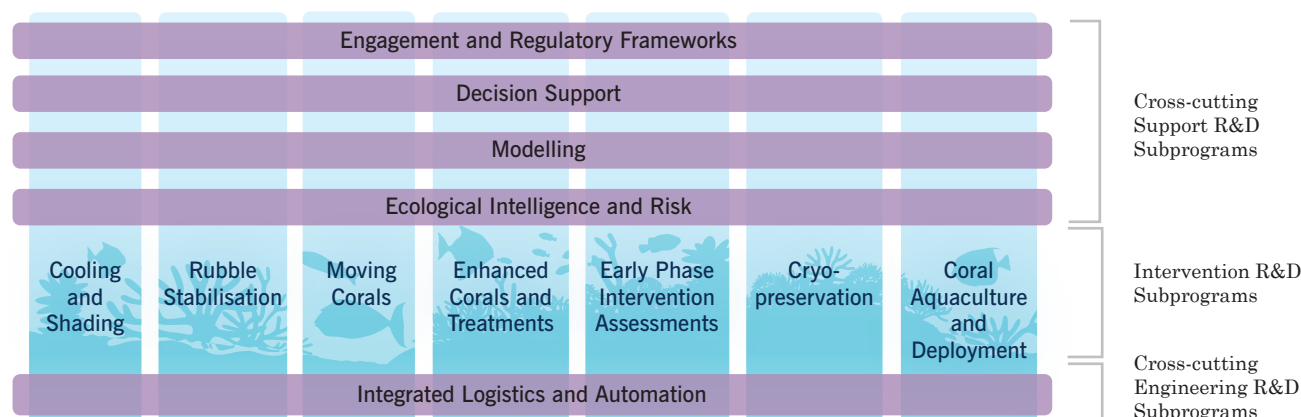 Engagement and Regulatory Frameworks
Decision Support
Modelling
Ecological Intelligence and Risk
Cross-cutting
Support R&D
Subprograms
Cooling
and
Shading
Rubble
Stabilisation
Moving
Corals
Enhanced
Corals and
Treatments
Early Phase
Intervention
Assessments
Cryo-
preservation
Coral
Aquaculture
and
Deployment
Intervention R&D
Subprograms
Integrated Logistics and Automation
Cross-cutting
Engineering R&D
Subprograms